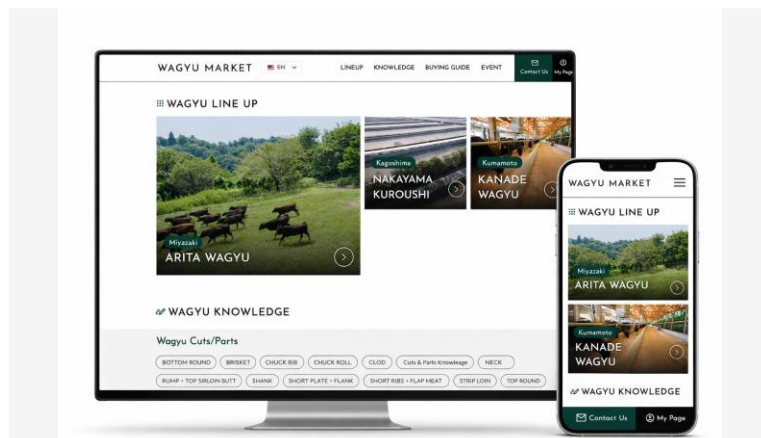 WAGYU MARKET EN LINEUP KNOWLEDGE BUYING GUIDE EVENT Contact Us My Page
WAGYU LINE UP
Miyazaki
ARITA WAGYU
Kagoshima
NAKAYAMA
KUROUSHI
Kumamoto
KANADE
WAGYU
WAGYU KNOWLEDGE
Wagyu Cuts/Parts
BOTTOM ROUND BRISKET CHUCK RIB CHUCK ROLL CLOD Cuts & Parts Knowleage NECK
RUMP + TOP SIRLOIN BUTT SHANK SHORT PLATE + FLANK SHORT RIBS + FLAP MEAT STRIP LOIN TOP ROUND
WAGYU MARKET
WAGYU LINE UP
Miyazaki
ARITA WAGYU
Kumamoto
KANADE
WAGYU
WAGYU KNOWLEDGE
Contact Us My Page